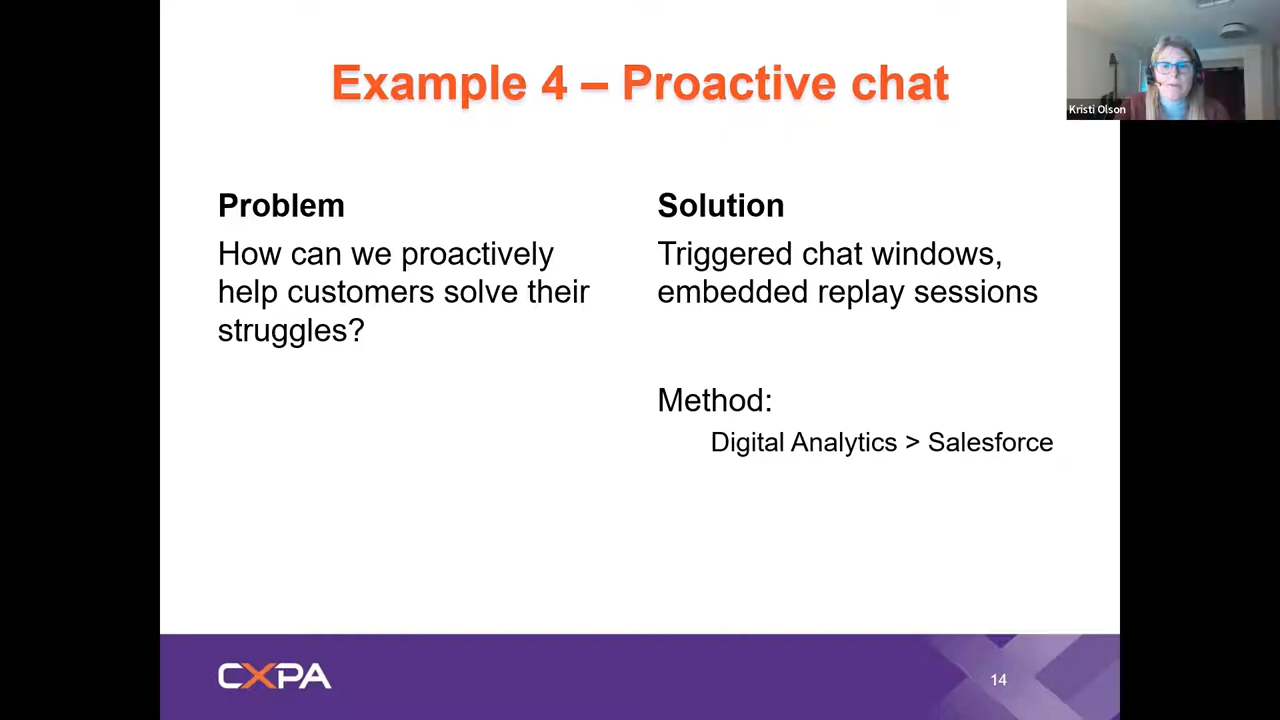 Example 4 – Proactive chat
Kristi Olson
Problem
How can we proactively
help customers solve their
struggles?
Solution
Triggered chat windows,
embedded replay sessions
Method:
Digital Analytics > Salesforce
CXPA
14